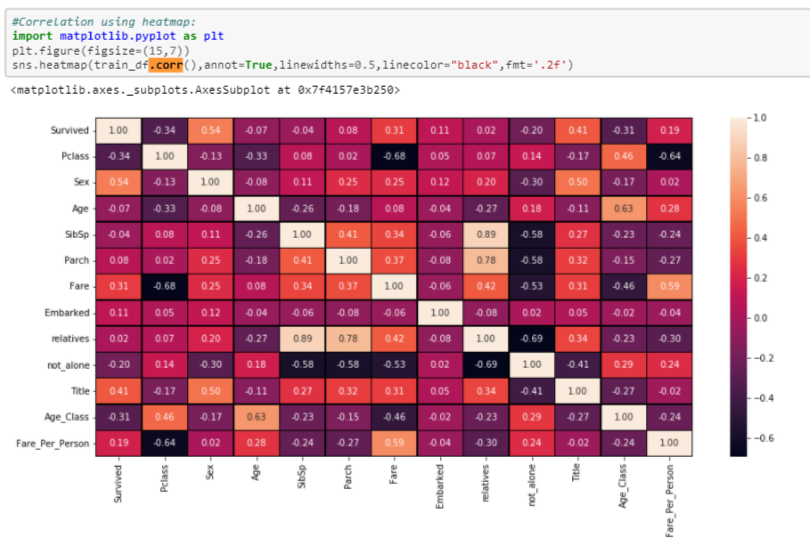 #Correlation using heatmap:
import matplotlib.pyplot as plt
plt.figure(figsize=(15,7))
sns.heatmap(train_df.corr(),annot=True,linewidths=0.5,linecolor="black",fmt='.2f')
<matplotlib.axes._subplots.AxesSubplot at 0x7f4157e3b250>
Survived 1.00 -0.34 0.54 -0.07 -0.04 0.08 0.31 0.11 0.02 -0.20 0.41 -0.31 0.19
Pclass -0.34 1.00 -0.13 -0.33 0.08 0.02 -0.68 0.05 0.07 0.14 -0.17 0.46 -0.64
Sex 0.54 -0.13 1.00 -0.08 0.11 0.25 0.25 0.12 0.20 -0.30 0.50 -0.17 0.02
Age -0.07 -0.33 -0.08 1.00 -0.26 -0.18 0.08 -0.04 -0.27 0.18 -0.11 0.63 0.28
SibSp -0.04 0.08 0.11 -0.26 1.00 0.41 0.34 -0.06 0.89 -0.58 0.27 -0.23 -0.24
Parch 0.08 0.02 0.25 -0.18 0.41 1.00 0.37 -0.08 0.78 -0.58 0.32 -0.15 -0.27
Fare 0.31 -0.68 0.25 0.08 0.34 0.37 1.00 -0.06 0.42 -0.53 0.31 -0.46 0.59
Embarked 0.11 0.05 0.12 -0.04 -0.06 -0.08 -0.06 1.00 -0.08 0.02 0.05 -0.02 -0.04
relatives 0.02 0.07 0.20 -0.27 0.89 0.78 0.42 -0.08 1.00 -0.69 0.34 -0.23 -0.30
not_alone -0.20 0.14 -0.30 0.18 -0.58 -0.58 -0.53 0.02 -0.69 1.00 -0.41 0.29 0.24
Title 0.41 -0.17 0.50 -0.11 0.27 0.32 0.31 0.05 0.34 -0.41 1.00 -0.27 -0.02
Age_Class -0.31 0.46 -0.17 0.63 -0.23 -0.15 -0.46 -0.02 -0.23 0.29 -0.27 1.00 -0.24
Fare_Per_Person 0.19 -0.64 0.02 0.28 -0.24 -0.27 0.59 -0.04 -0.30 0.24 -0.02 -0.24 1.00
Survived Pclass Sex Age SibSp Parch Fare Embarked relatives not_alone Title Age_Class Fare_Per_Person
1.0
0.8
0.6
0.4
0.2
0.0
-0.2
-0.4
-0.6